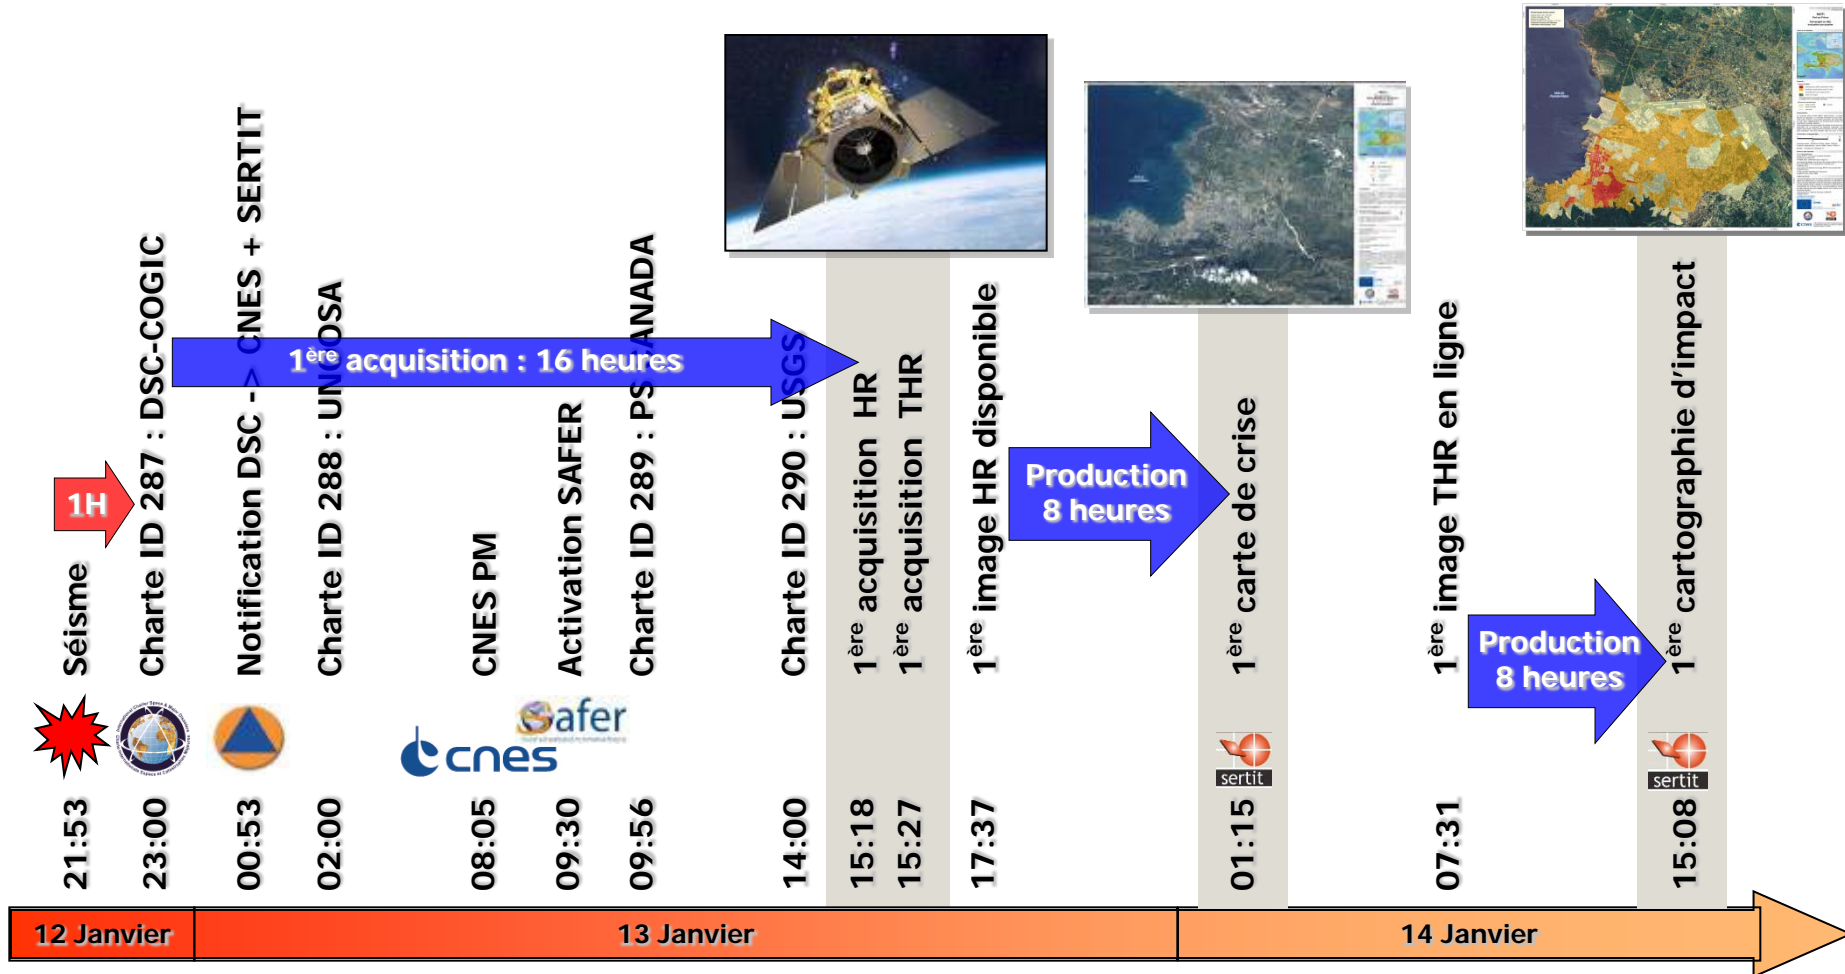 1H
Séisme
Charte ID 287 : DSC-COGIC
Notification DSC -> CNES + SERTIT
Charte ID 288 : UNOOSA
CNES PM
Activation SAFER
Charte ID 289 : PS CANADA
Charte ID 290 : USGS
1ère acquisition HR
1ère acquisition THR
1ère image HR disponible
1ère carte de crise
1ère image THR en ligne
1ère cartographie d'impact
1ère acquisition : 16 heures
Production
8 heures
Production
8 heures
safer
cnes
sertit
sertit
21:53
23:00
00:53
02:00
08:05
09:30
09:56
14:00
15:18
15:27
17:37
01:15
07:31
15:08
12 Janvier
13 Janvier
14 Janvier